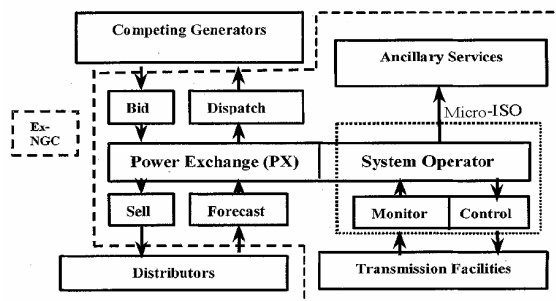 Competing Generators
Ancillary Services
Bid
Dispatch
Micro-ISO
Ex-
NGC
Power Exchange (PX)
System Operator
Sell
Forecast
Monitor
Control
Distributors
Transmission Facilities